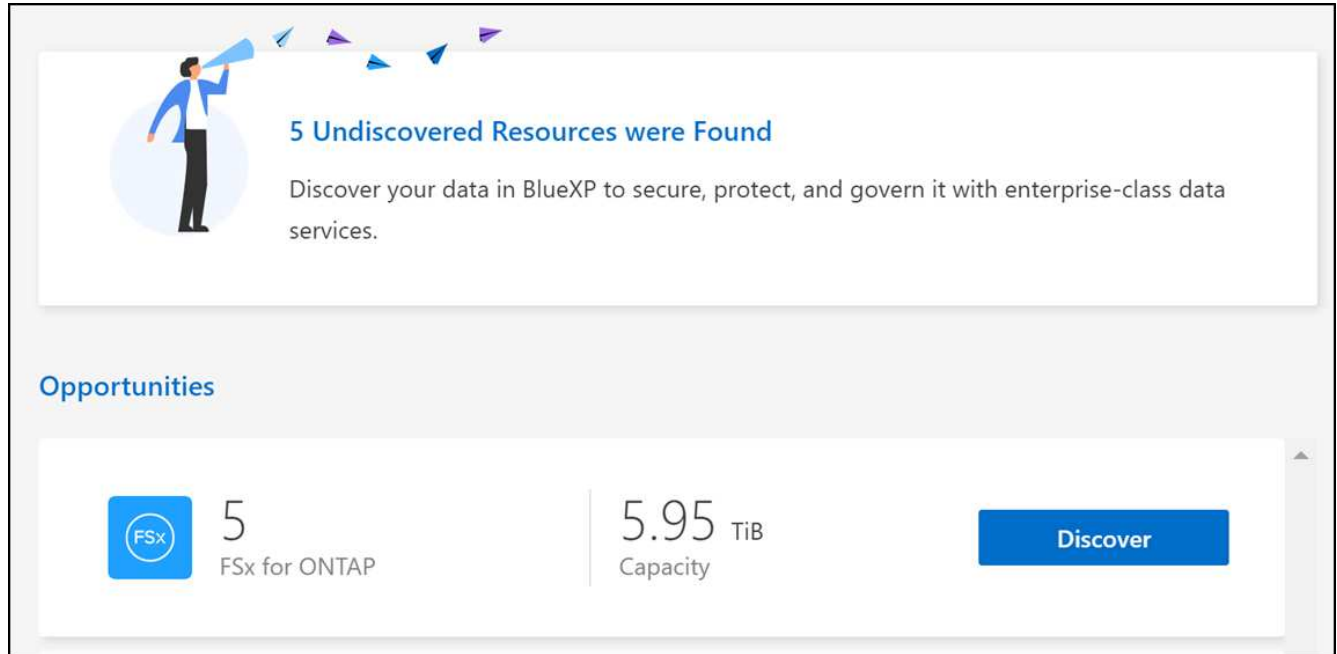 5 Undiscovered Resources were Found
Discover your data in BlueXP to secure, protect, and govern it with enterprise-class data
services.
Opportunities
FSx
5
FSx for ONTAP
5.95 TiB
Capacity
Discover